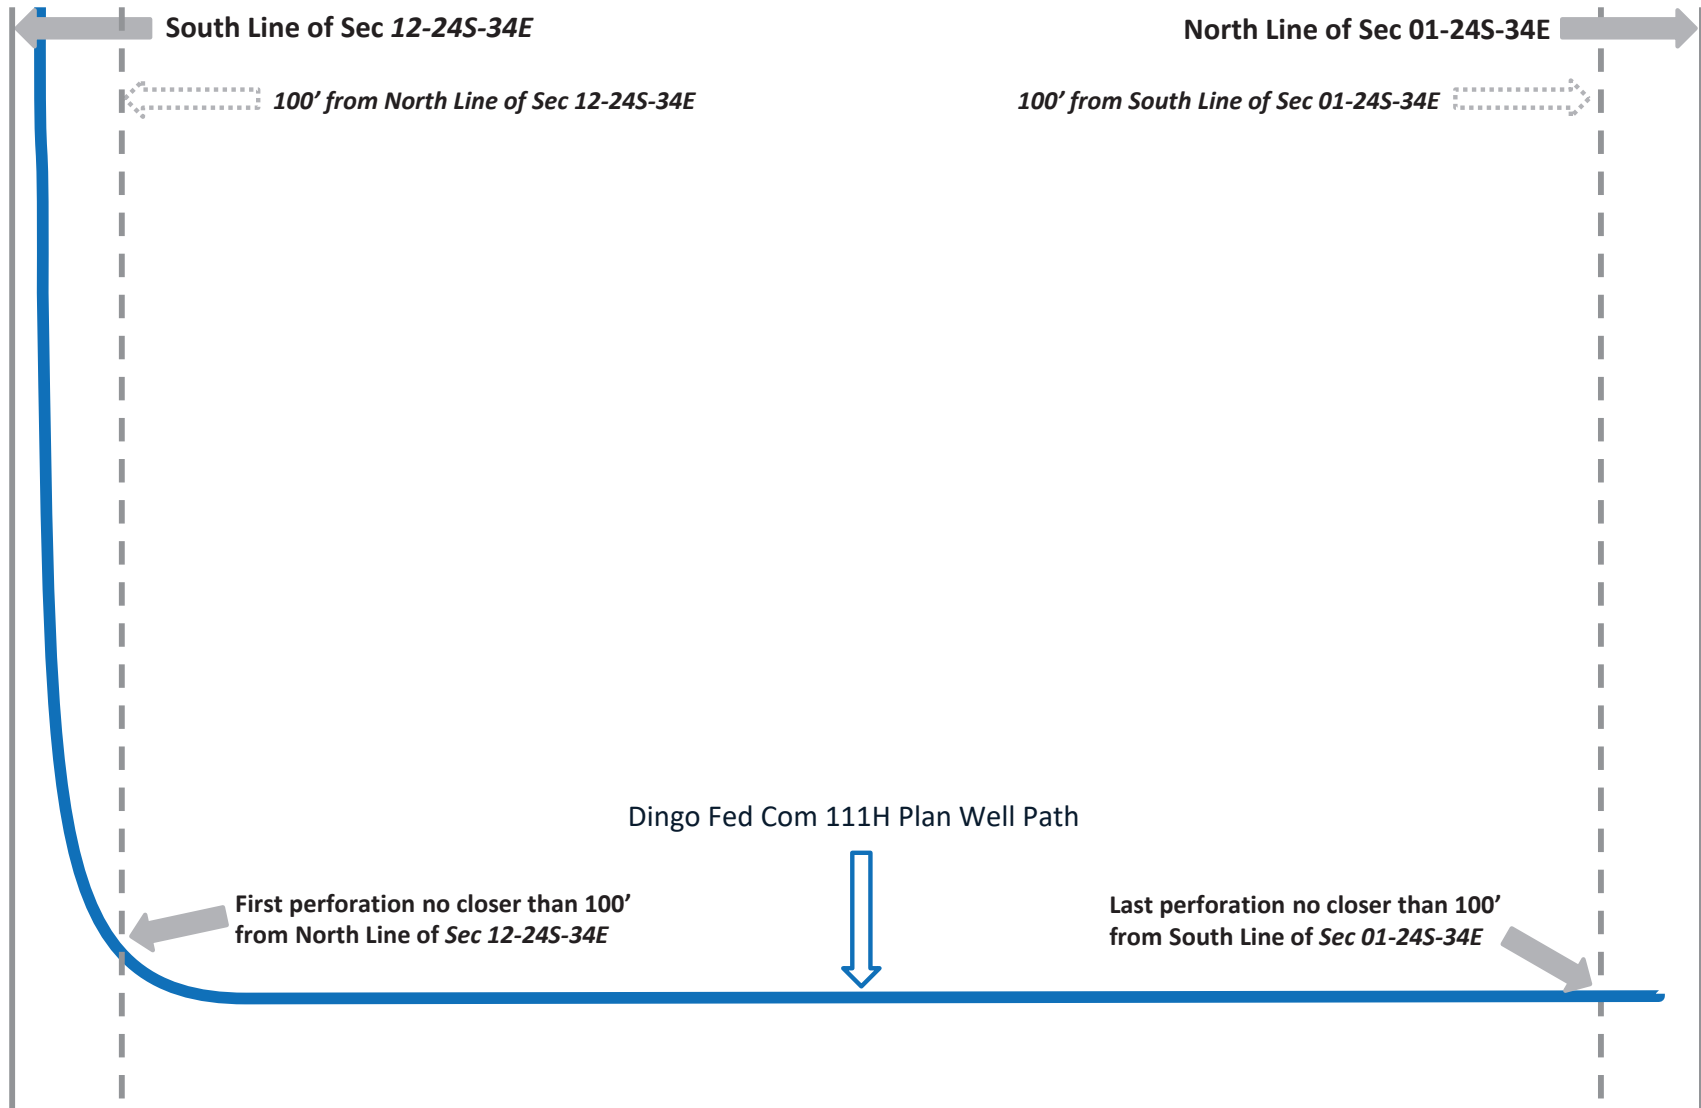 South Line of Sec 12-24S-34E
North Line of Sec 01-24S-34E
100’ from North Line of Sec 12-24S-34E
100’ from South Line of Sec 01-24S-34E
Dingo Fed Com 111H Plan Well Path
First perforation no closer than 100’
from North Line of Sec 12-24S-34E
Last perforation no closer than 100’
from South Line of Sec 01-24S-34E